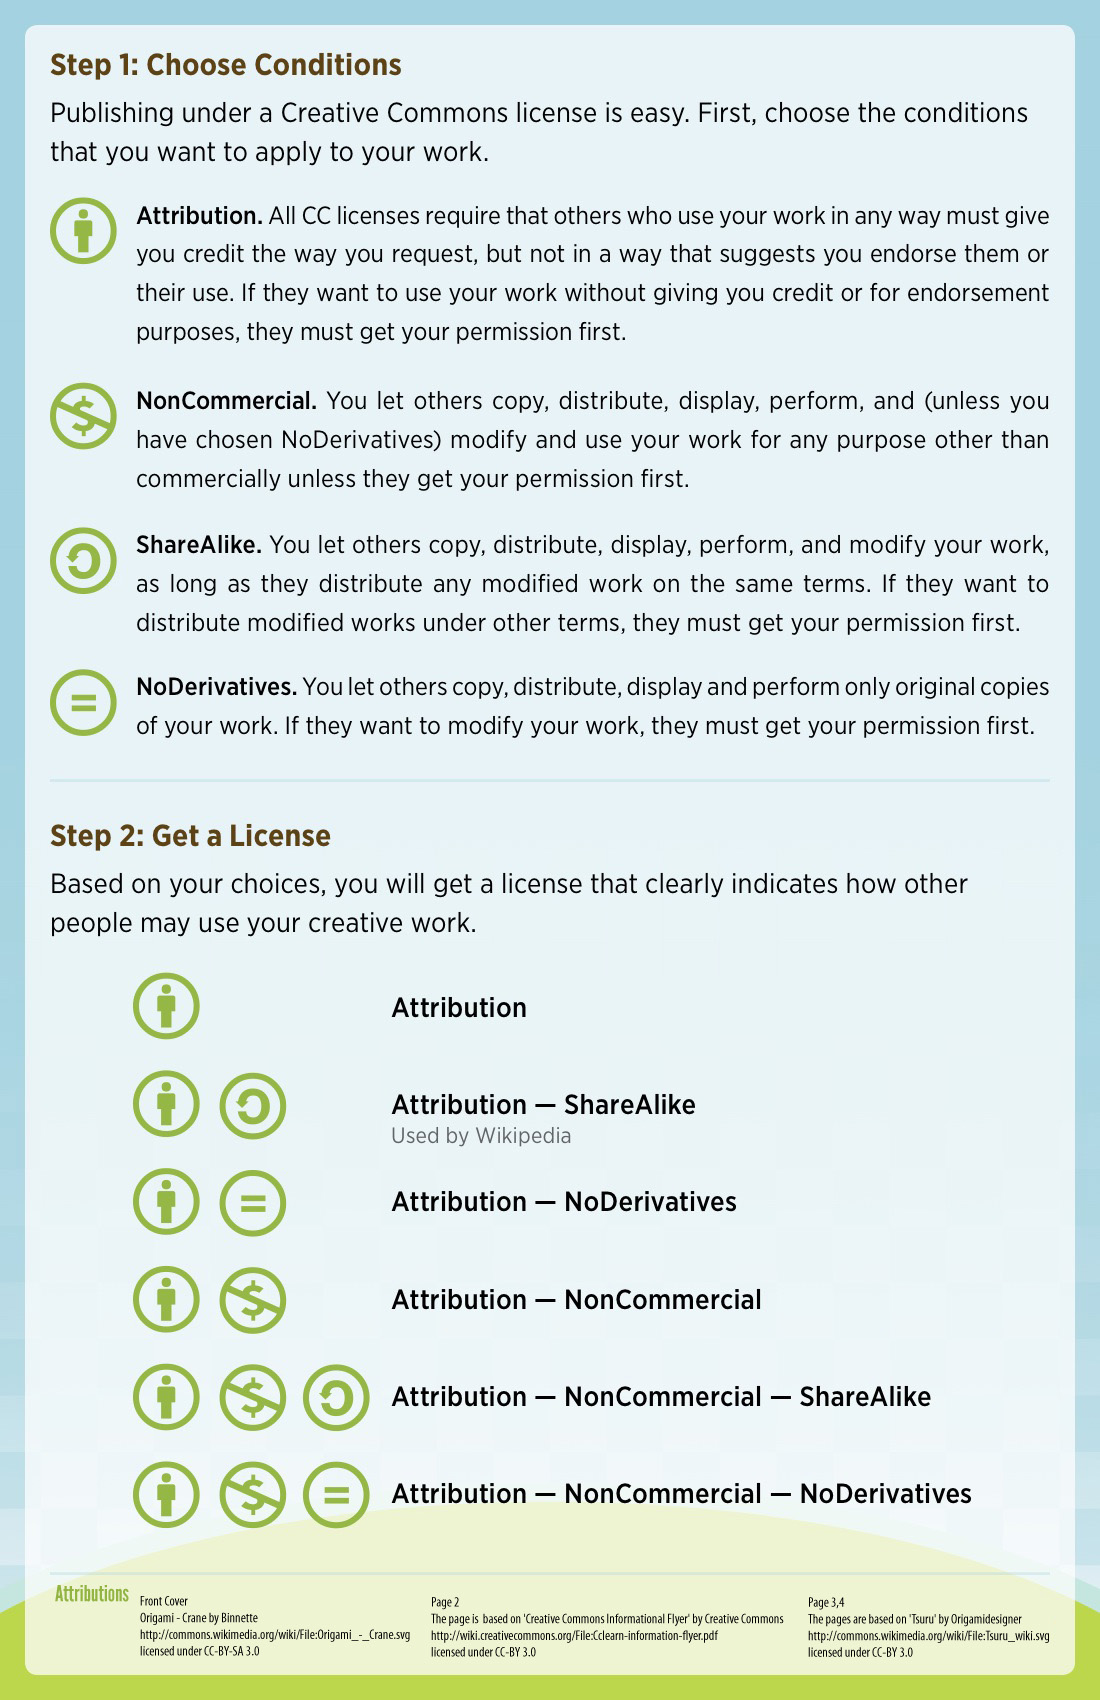 Step 1: Choose Conditions
Publishing under a Creative Commons license is easy. First, choose the conditions
that you want to apply to your work.
Attribution. All CC licenses require that others who use your work in any way must give
you credit the way you request, but not in a way that suggests you endorse them or
their use. If they want to use your work without giving you credit or for endorsement
purposes, they must get your permission first.
NonCommercial. You let others copy, distribute, display, perform, and (unless you
have chosen NoDerivatives) modify and use your work for any purpose other than
commercially unless they get your permission first.
ShareAlike. You let others copy, distribute, display, perform, and modify your work,
as long as they distribute any modified work on the same terms. If they want to
distribute modified works under other terms, they must get your permission first.
NoDerivatives. You let others copy, distribute, display and perform only original copies
of your work. If they want to modify your work, they must get your permission first.
Step 2: Get a License
Based on your choices, you will get a license that clearly indicates how other
people may use your creative work.
Attribution
Attribution — ShareAlike
Used by Wikipedia
Attribution — NoDerivatives
Attribution — NonCommercial
Attribution — NonCommercial — ShareAlike
Attribution — NonCommercial — NoDerivatives
Attributions
Front Cover
Origami - Crane by Binnette
http://commons.wikimedia.org/wiki/File:Origami_-_Crane.svg
licensed under CC-BY-SA 3.0
Page 2
The page is based on 'Creative Commons Informational Flyer' by Creative Commons
http://wiki.creativecommons.org/File:Cclearn-information-flyer.pdf
licensed under CC-BY 3.0
Page 3,4
The pages are based on 'Tsuru' by Origamidesigner
http://commons.wikimedia.org/wiki/File:Tsuru_wiki.svg
licensed under CC-BY 3.0